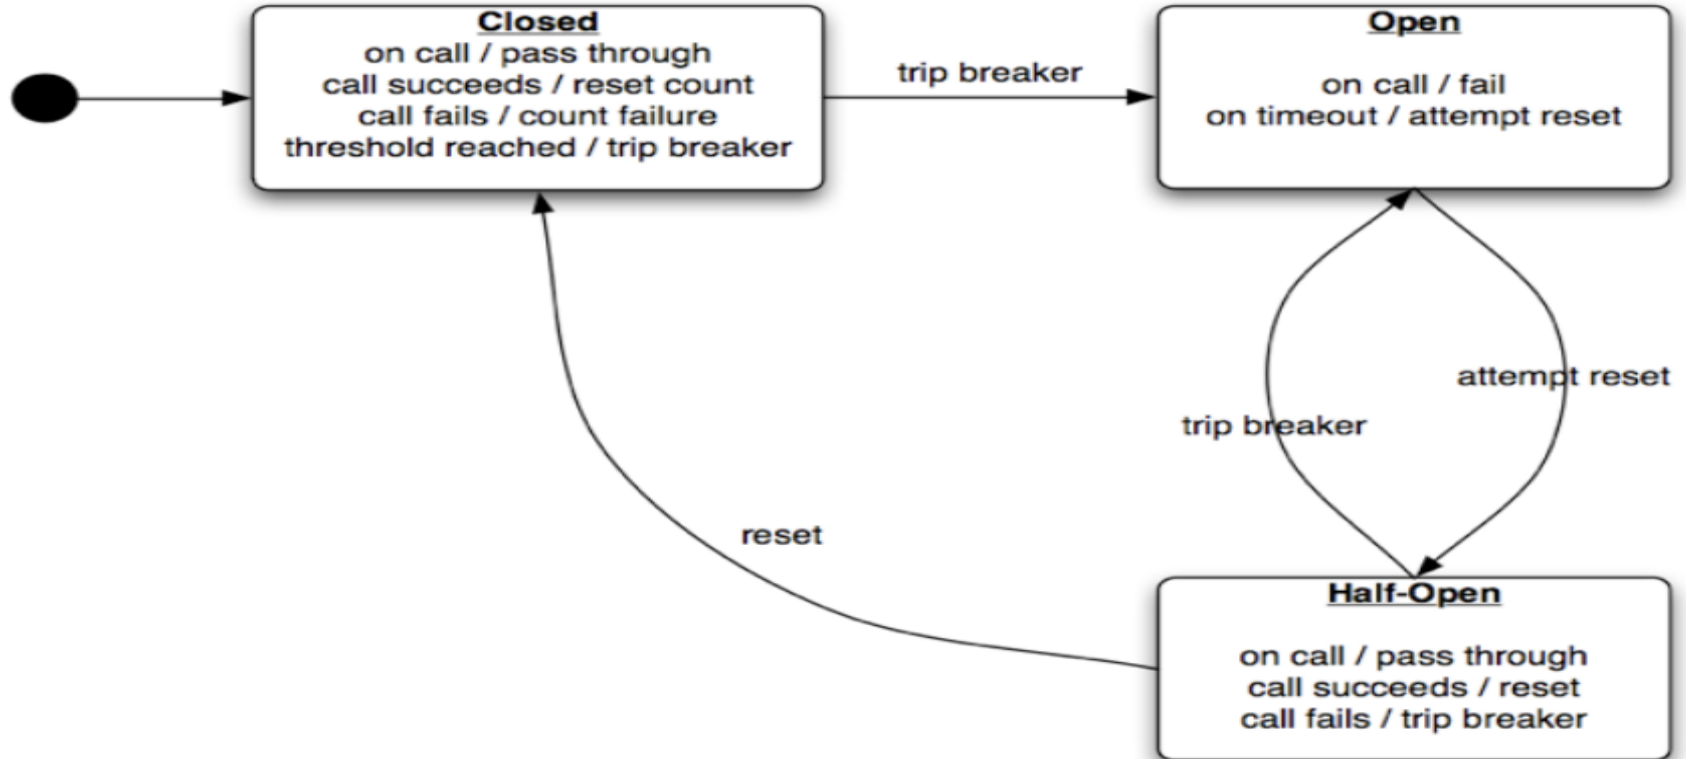 Closed
on call / pass through
call succeeds / reset count
call fails / count failure
threshold reached / trip breaker
trip breaker
Open
on call / fail
on timeout / attempt reset
attempt reset
trip breaker
reset
Half-Open
on call / pass through
call succeeds / reset
call fails / trip breaker